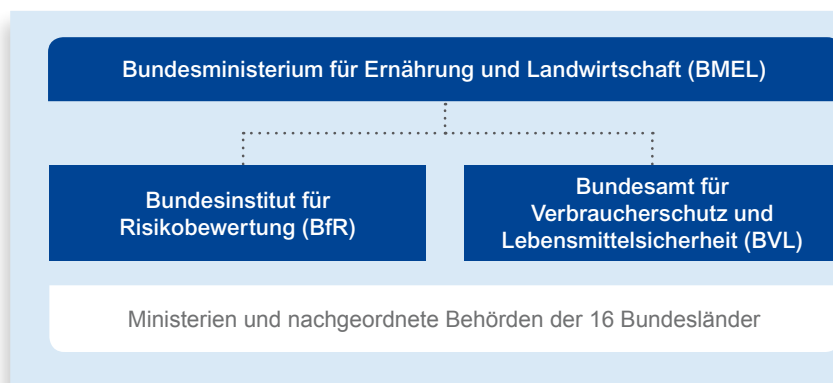 Bundesministerium für Ernährung und Landwirtschaft (BMEL)
Bundesinstitut für
Risikobewertung (BfR)
Bundesamt für
Verbraucherschutz und
Lebensmittelsicherheit (BVL)
Ministerien und nachgeordnete Behörden der 16 Bundesländer